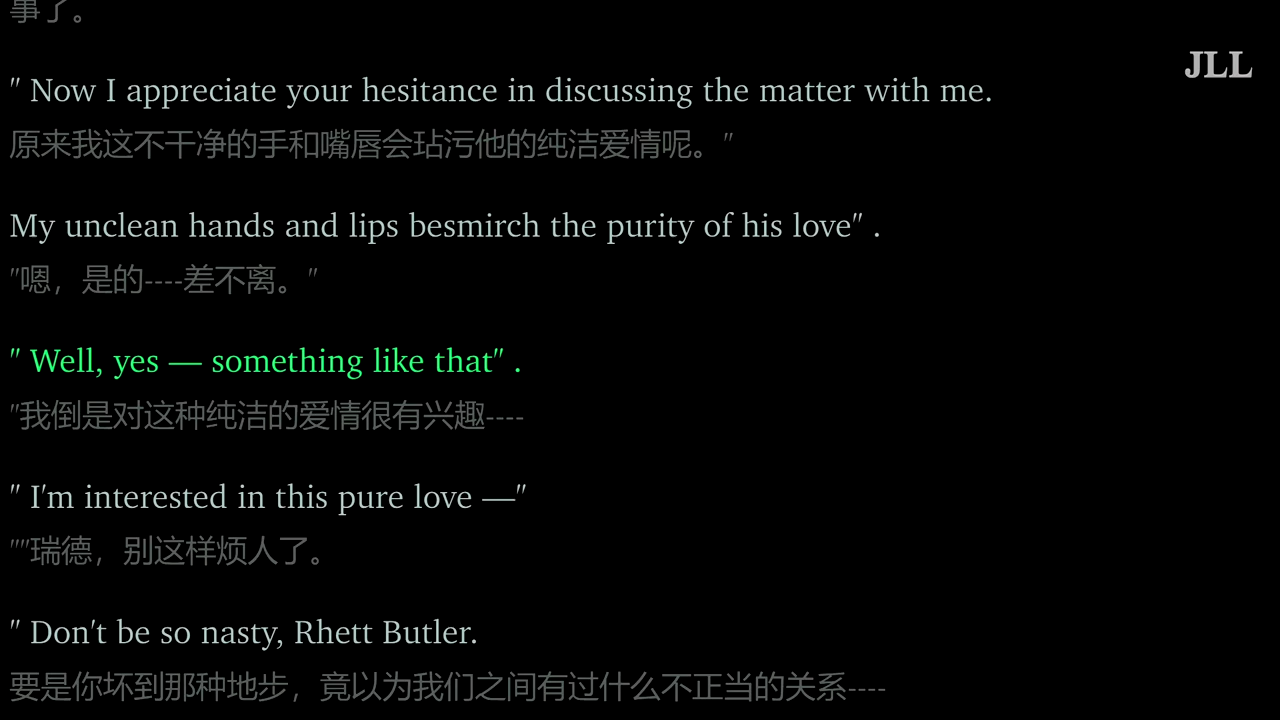 事了。
JLL
" Now I appreciate your hesitance in discussing the matter with me.
原来我这不干净的手和嘴唇会玷污他的纯洁爱情呢。"
My unclean hands and lips besmirch the purity of his love" .
"嗯，是的----差不离。"
" Well, yes — something like that" .
"我倒是对这种纯洁的爱情很有兴趣----
" I'm interested in this pure love —"
""瑞德，别这样烦人了。
" Don't be so nasty, Rhett Butler.
要是你坏到那种地步，竟以为我们之间有过什么不正当的关系----